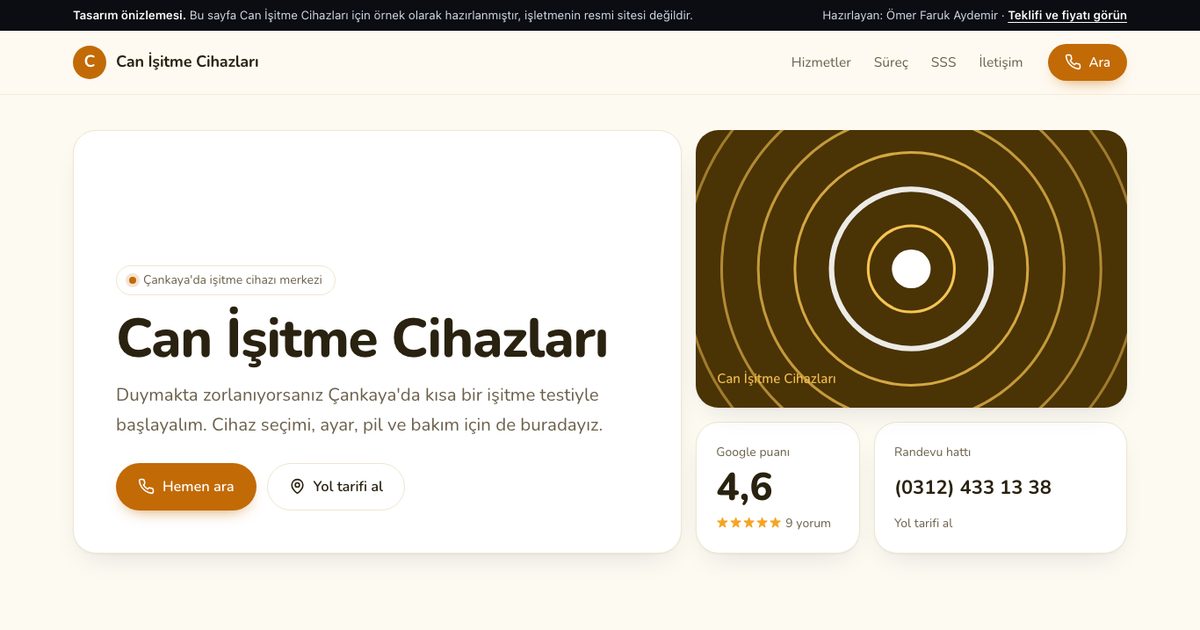 Tasarım önizlemesi. Bu sayfa Can İşitme Cihazları için örnek olarak hazırlanmıştır, işletmenin resmi sitesi değildir.
Hazırlayan: Ömer Faruk Aydemir · Teklifi ve fiyatı görün
C Can İşitme Cihazları
Hizmetler Süreç SSS İletişim Ara
Çankaya'da işitme cihazı merkezi
Can İşitme Cihazları
Duymakta zorlanıyorsanız Çankaya'da kısa bir işitme testiyle
başlayalım. Cihaz seçimi, ayar, pil ve bakım için de buradayız.
Hemen ara
Yol tarifi al
Can İşitme Cihazları
Google puanı
4,6
9 yorum
Randevu hattı
(0312) 433 13 38
Yol tarifi al